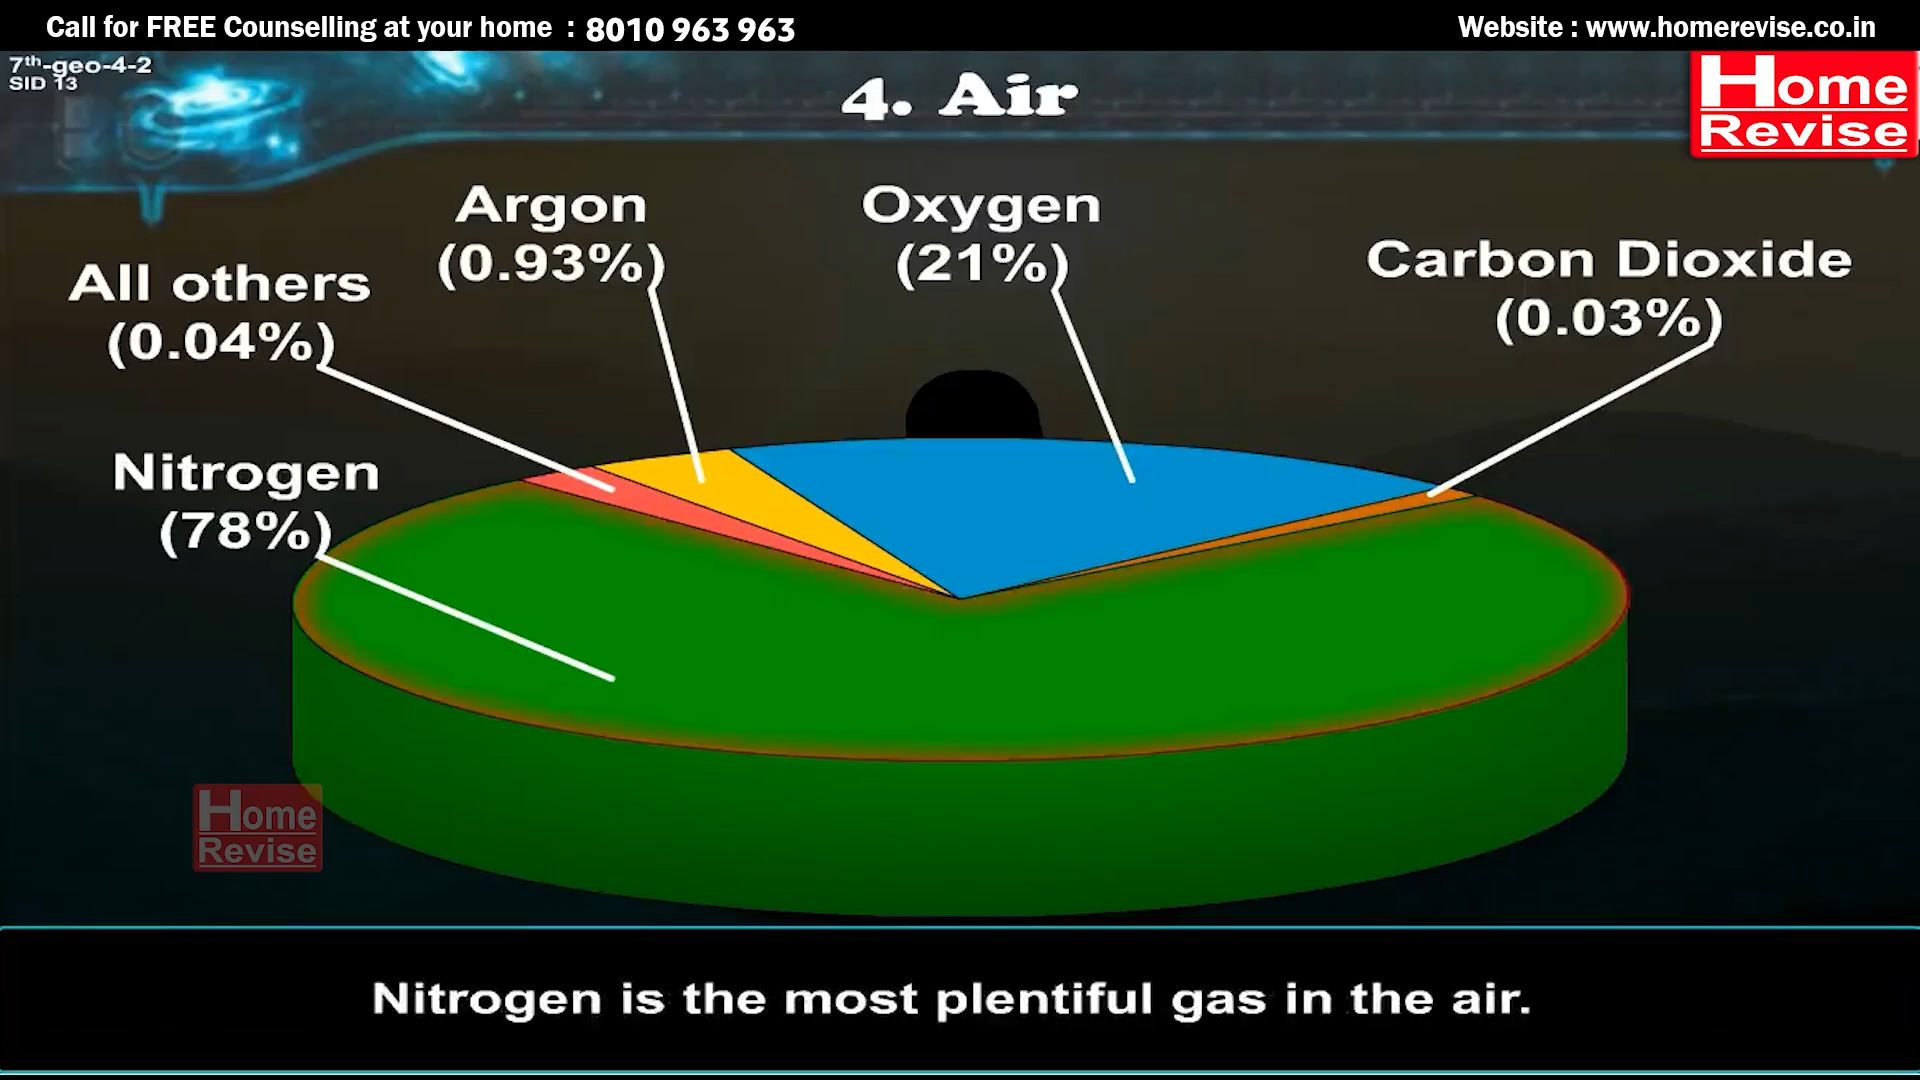 Call for FREE Counselling at your home : 8010 963 963
Website : www.homerevise.co.in
7th-geo-4-2
SID 13
4. Air
Home
Revise
Argon
(0.93%)
Oxygen
(21%)
Carbon Dioxide
(0.03%)
All others
(0.04%)
Nitrogen
(78%)
Home
Revise
Nitrogen is the most plentiful gas in the air.